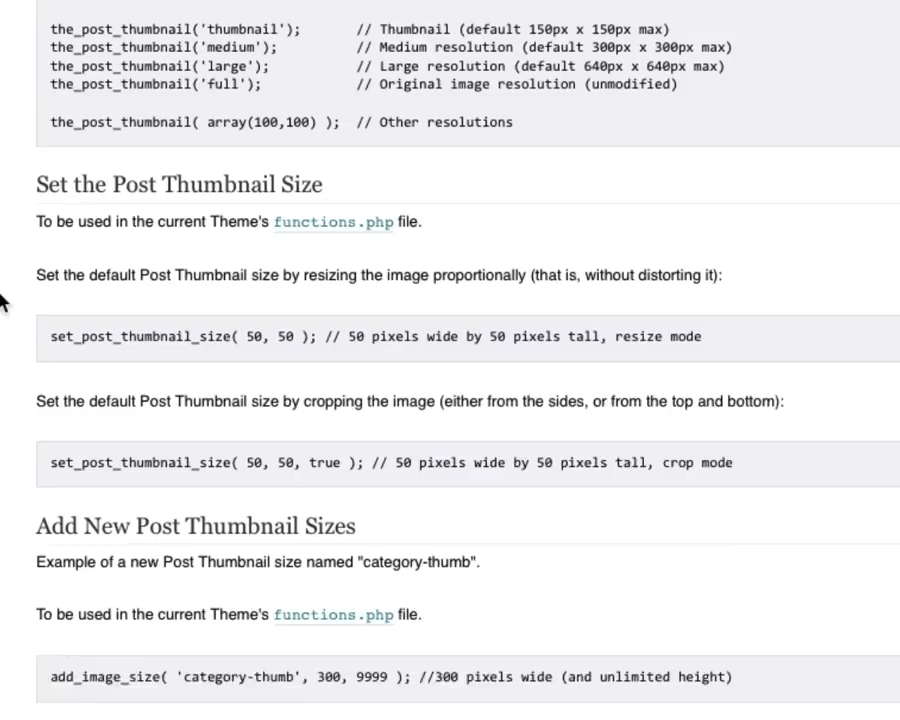 the_post_thumbnail('thumbnail');       // Thumbnail (default 150px x 150px max)
the_post_thumbnail('medium');          // Medium resolution (default 300px x 300px max)
the_post_thumbnail('large');           // Large resolution (default 640px x 640px max)
the_post_thumbnail('full');            // Original image resolution (unmodified)
the_post_thumbnail( array(100,100) );  // Other resolutions
Set the Post Thumbnail Size
To be used in the current Theme's functions.php file.
Set the default Post Thumbnail size by resizing the image proportionally (that is, without distorting it):
set_post_thumbnail_size( 50, 50 ); // 50 pixels wide by 50 pixels tall, resize mode
Set the default Post Thumbnail size by cropping the image (either from the sides, or from the top and bottom):
set_post_thumbnail_size( 50, 50, true ); // 50 pixels wide by 50 pixels tall, crop mode
Add New Post Thumbnail Sizes
Example of a new Post Thumbnail size named "category-thumb".
To be used in the current Theme's functions.php file.
add_image_size( 'category-thumb', 300, 9999 ); //300 pixels wide (and unlimited height)